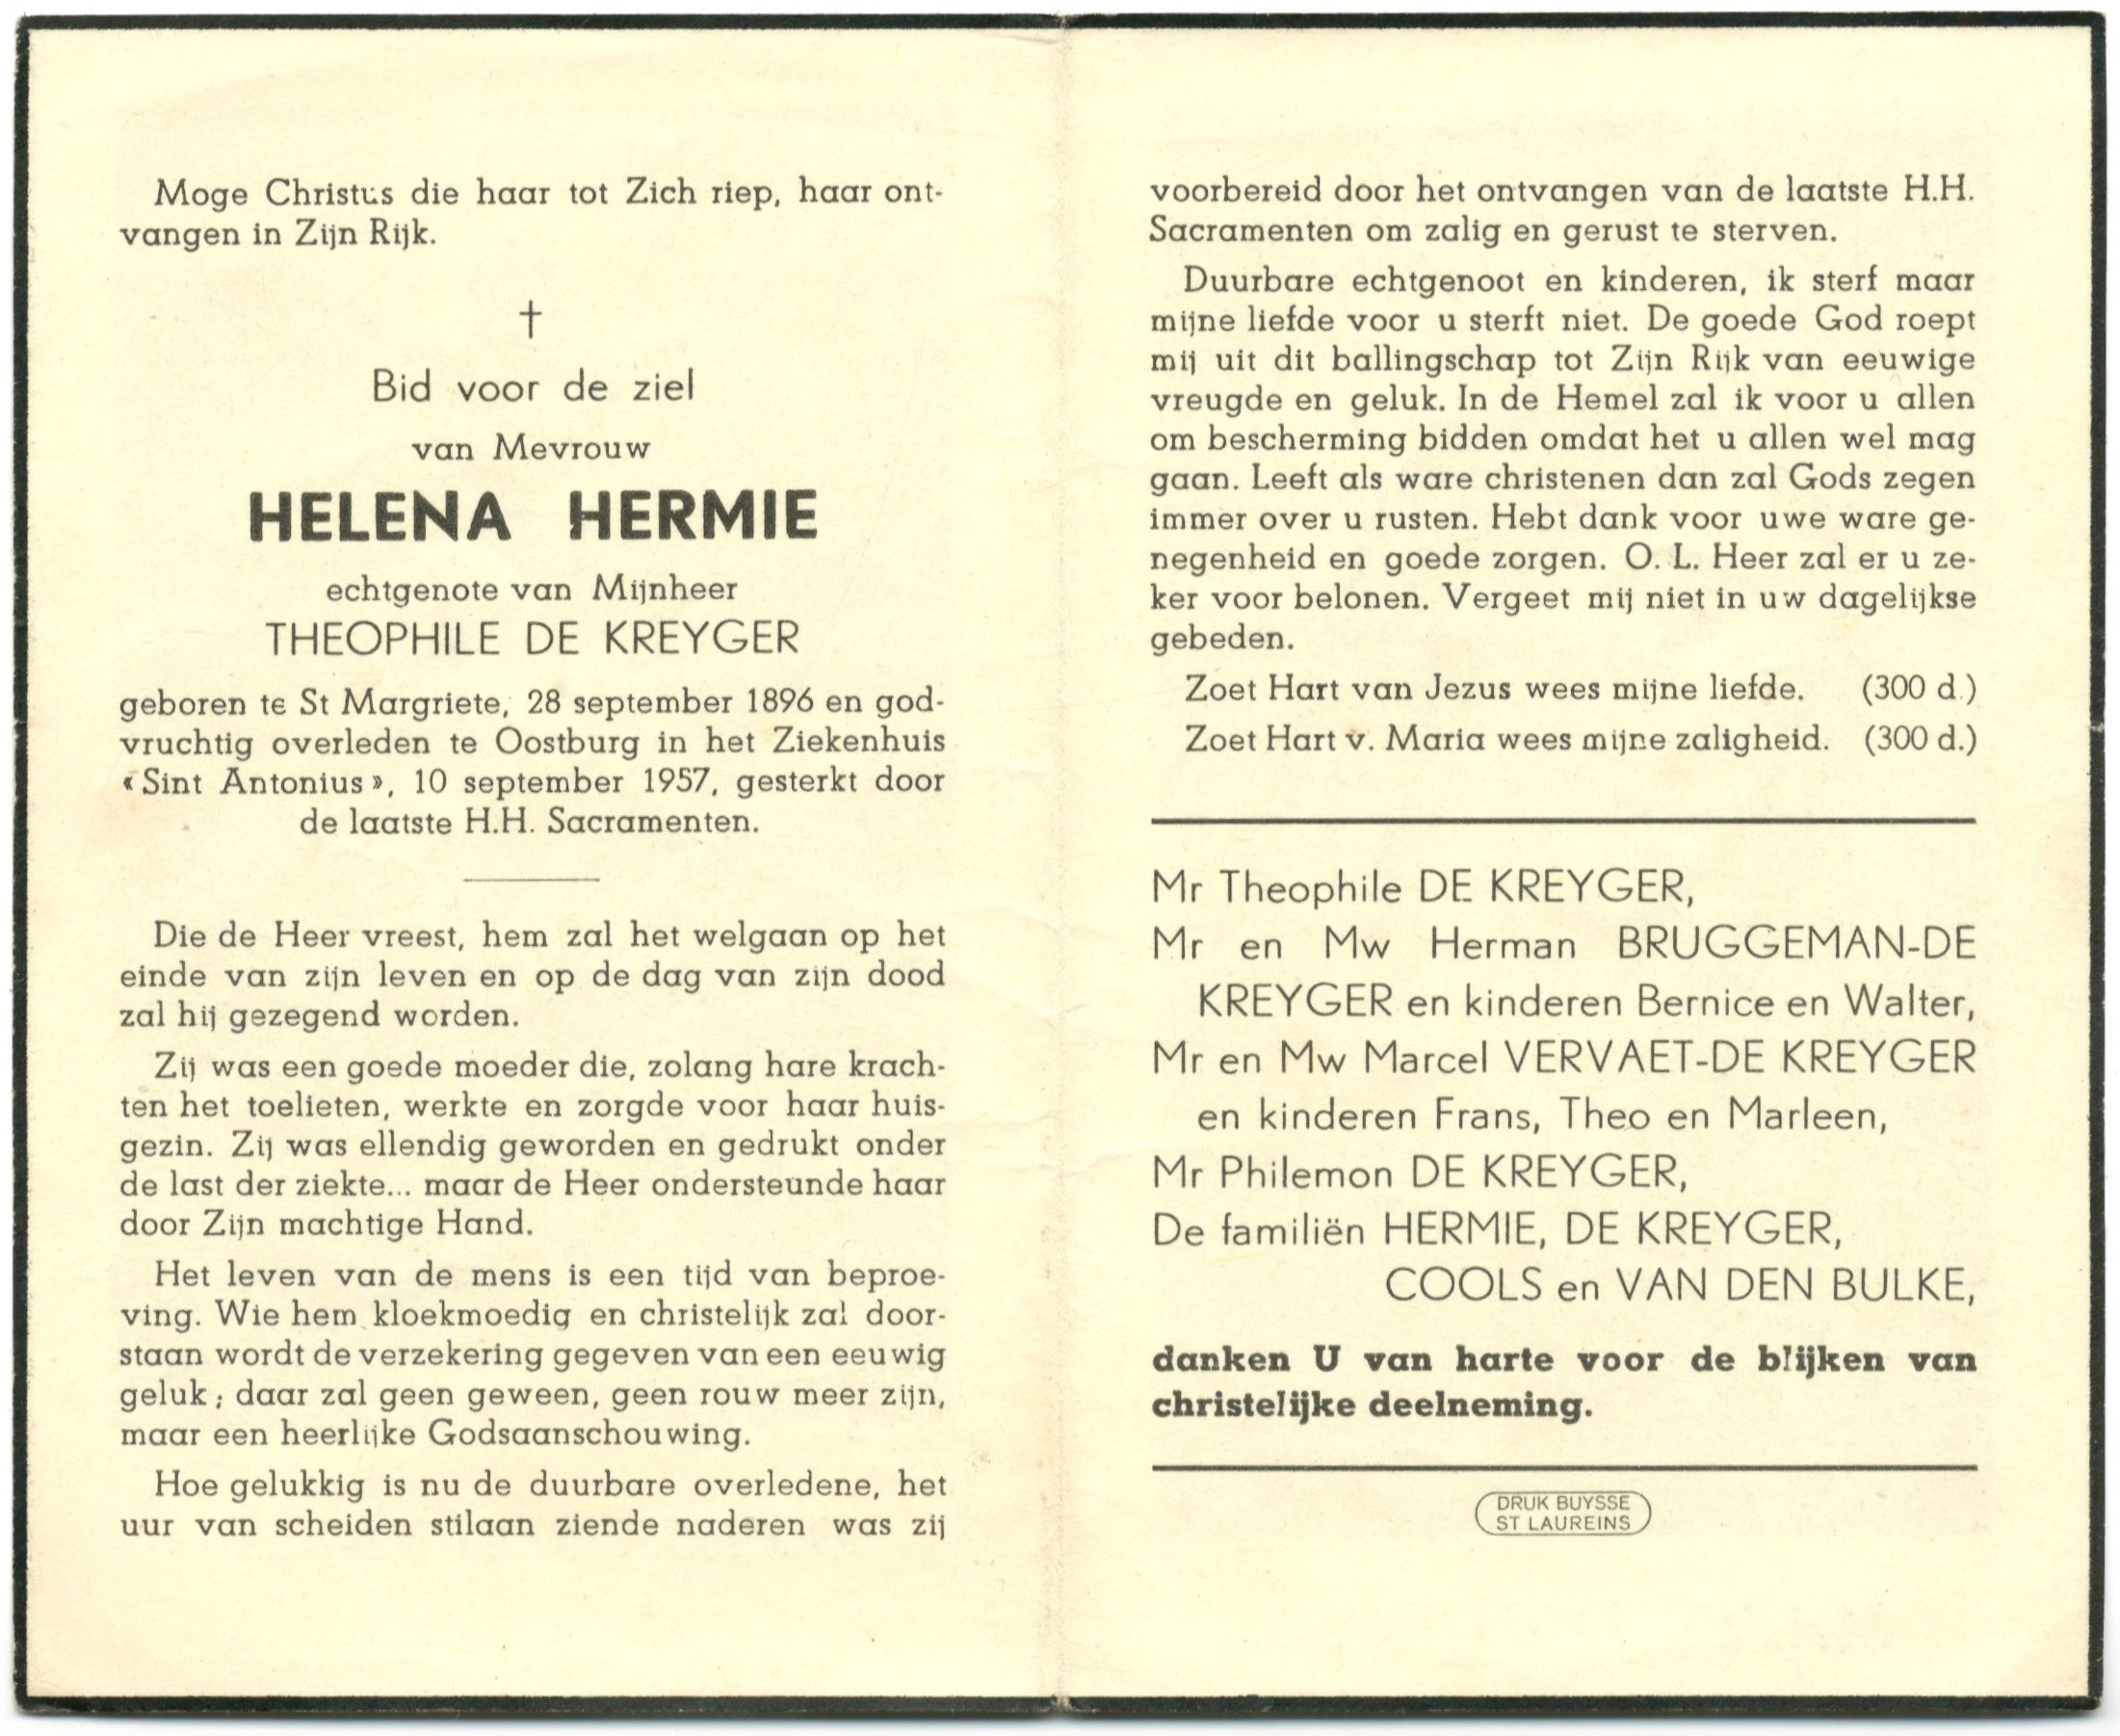 Moge Christus die haar tot Zich riep, haar ont-
vangen in Zijn Rijk.
†
Bid voor de ziel
van Mevrouw
HELENA HERMIE
echtgenote van Mijnheer
THEOPHILE DE KREYGER
geboren te St Margriete, 28 september 1896 en god-
vruchtig overleden te Oostburg in het Ziekenhuis
«Sint Antonius», 10 september 1957, gesterkt door
de laatste H.H. Sacramenten.
Die de Heer vreest, hem zal het welgaan op het
einde van zijn leven en op de dag van zijn dood
zal hij gezegend worden.
Zij was een goede moeder die, zolang hare krach-
ten het toelieten, werkte en zorgde voor haar huis-
gezin. Zij was ellendig geworden en gedrukt onder
de last der ziekte... maar de Heer ondersteunde haar
door Zijn machtige Hand.
Het leven van de mens is een tijd van beproe-
ving. Wie hem kloekmoedig en christelijk zal door-
staan wordt de verzekering gegeven van een eeuwig
geluk; daar zal geen geween, geen rouw meer zijn,
maar een heerlijke Godsaanschouwing.
Hoe gelukkig is nu de duurbare overledene, het
uur van scheiden stilaan ziende naderen was zij
voorbereid door het ontvangen van de laatste H.H.
Sacramenten om zalig en gerust te sterven.
Duurbare echtgenoot en kinderen, ik sterf maar
mijne liefde voor u sterft niet. De goede God roept
mij uit dit ballingschap tot Zijn Rijk van eeuwige
vreugde en geluk. In de Hemel zal ik voor u allen
om bescherming bidden omdat het u allen wel mag
gaan. Leeft als ware christenen dan zal Gods zegen
immer over u rusten. Hebt dank voor uwe ware ge-
negenheid en goede zorgen. O. L. Heer zal er u ze-
ker voor belonen. Vergeet mij niet in uw dagelijkse
gebeden.
Zoet Hart van Jezus wees mijne liefde. (300 d.)
Zoet Hart v. Maria wees mijne zaligheid. (300 d.)
Mr Theophile DE KREYGER,
Mr en Mw Herman BRUGGEMAN-DE
KREYGER en kinderen Bernice en Walter,
Mr en Mw Marcel VERVAET-DE KREYGER
en kinderen Frans, Theo en Marleen,
Mr Philemon DE KREYGER,
De familiën HERMIE, DE KREYGER,
COOLS en VAN DEN BULKE,
danken U van harte voor de blijken van
christelijke deelneming.
DRUK BUYSSE
ST LAUREINS